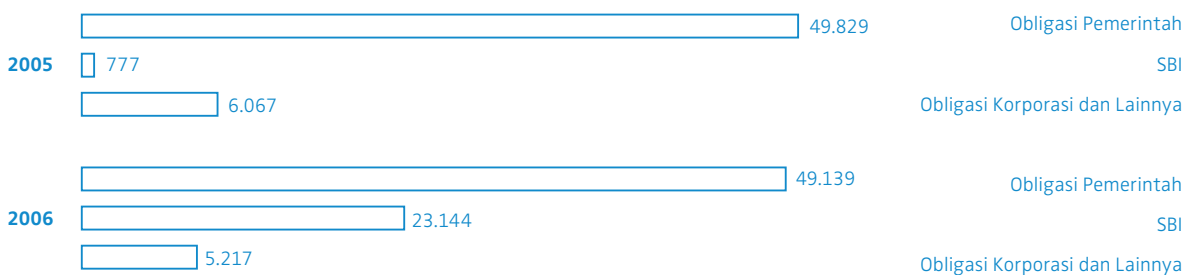 49.829 Obligasi Pemerintah
2005 777 SBI
6.067 Obligasi Korporasi dan Lainnya
49.139 Obligasi Pemerintah
2006 23.144 SBI
5.217 Obligasi Korporasi dan Lainnya